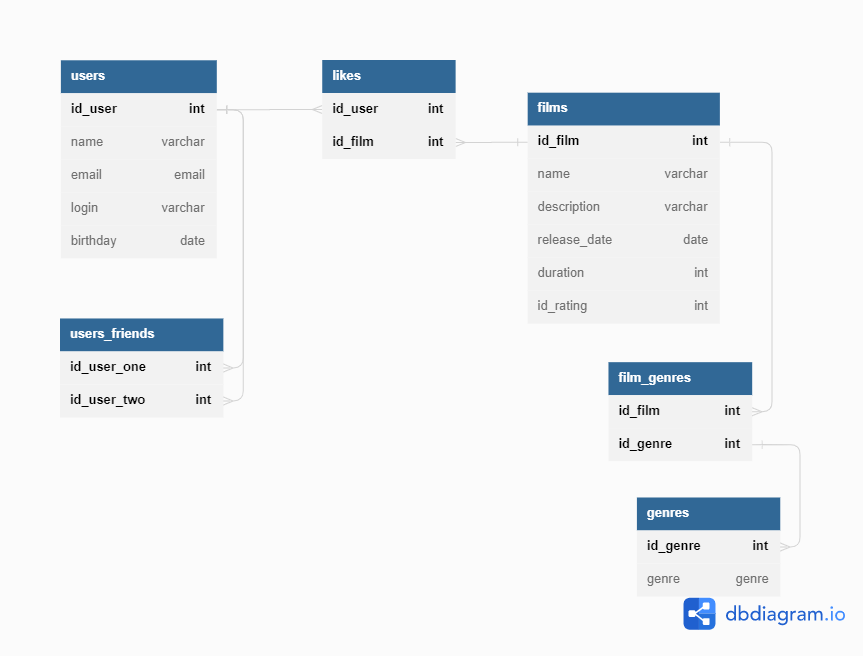 users
id_user int
name varchar
email email
login varchar
birthday date
users_friends
id_user_one int
id_user_two int
likes
id_user int
id_film int
films
id_film int
name varchar
description varchar
release_date date
duration int
id_rating int
film_genres
id_film int
id_genre int
genres
id_genre int
genre genre
dbdiagram.io